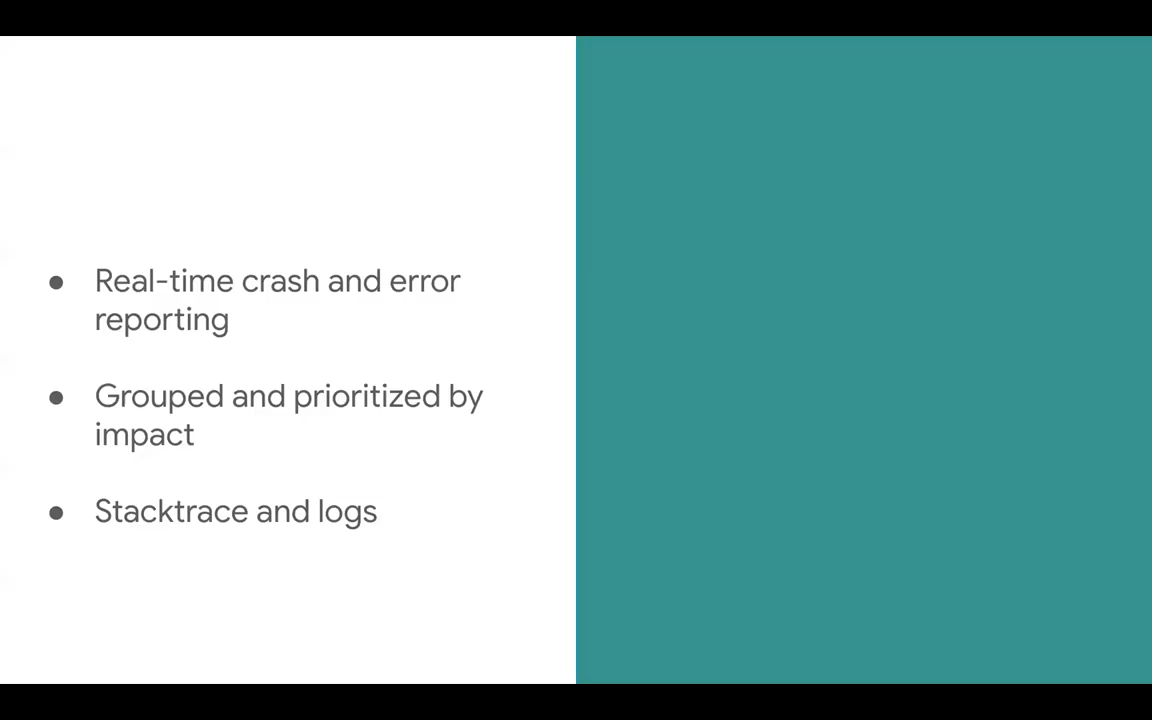 ● Real-time crash and error
reporting
● Grouped and prioritized by
impact
● Stacktrace and logs